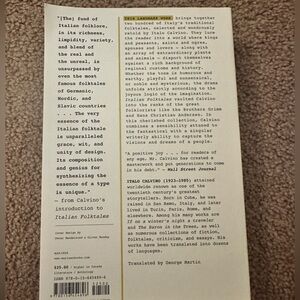 "[The] fund of
Italian folklore,
in its richness,
limpidity, variety,
and blend of
the real and
the unreal, is
unsurpassed by
even the most
famous folktales
of Germanic,
Nordic, and
Slavic countries
. . . The very
essence of the
Italian folktale
is unparalleled
grace, wit, and
unity of design.
Its composition
and genius for
synthesizing the
essence of a type
is unique."
— from Calvino's
introduction to
Italian Folktales
THIS LANDMARK WORK brings together
two hundred of Italy's traditional
folktales, selected and wondrously
retold by Italo Calvino. They lure
the reader into a world where kings
and peasants, saints and ogres,
spouses and lovers — along with
an array of extraordinary plants
and animals — disport themselves
against a rich background of
regional customs and history.
Whether the tone is humorous and
earthy, playful and nonsensical,
or noble and mysterious, the drama
unfolds strictly according to the
joyous logic of the imagination.
Italian Folktales vaulted Calvino
into the ranks of the great
folklorists like the Brothers Grimm
and Hans Christian Andersen. In
this cherished collection, Calvino
combines a sensibility attuned to
the fantastical with a singular
writerly ability to capture the
visions and dreams of a people.
"A positive joy . . . for readers of
any age, Mr. Calvino has created a
masterwork and put generations to come
in his debt." — Wall Street Journal
ITALO CALVINO (1923–1985) attained
worldwide renown as one of the
twentieth century's greatest
storytellers. Born in Cuba, he was
raised in San Remo, Italy, and later
lived in Turin, Paris, Rome, and
elsewhere. Among his many works are
If on a winter's night a traveler
and The Baron in the Trees, as well
as numerous collections of fiction,
folktales, criticism, and essays. His
works have been translated into dozens
of languages.
Translated by George Martin
$25.00